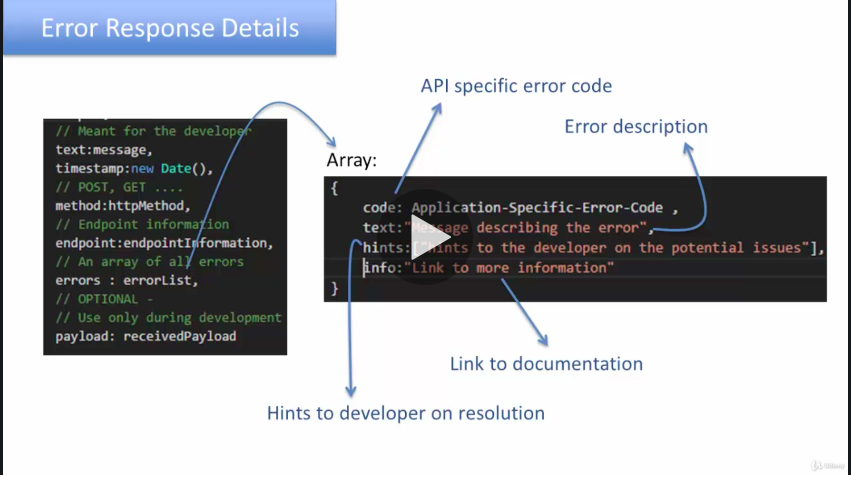 Error Response Details
// Meant for the developer
text:message,
timestamp:new Date(),
// POST, GET ....
method:httpMethod,
// Endpoint information
endpoint:endpointInformation,
// An array of all errors
errors : errorList,
// OPTIONAL -
// Use only during development
payload: receivedPayload
API specific error code
Error description
Array:
{
code: Application-Specific-Error-Code ,
text:"Message describing the error",
hints:["hints to the developer on the potential issues"],
info:"Link to more information"
}
Link to documentation
Hints to developer on resolution
Udemy